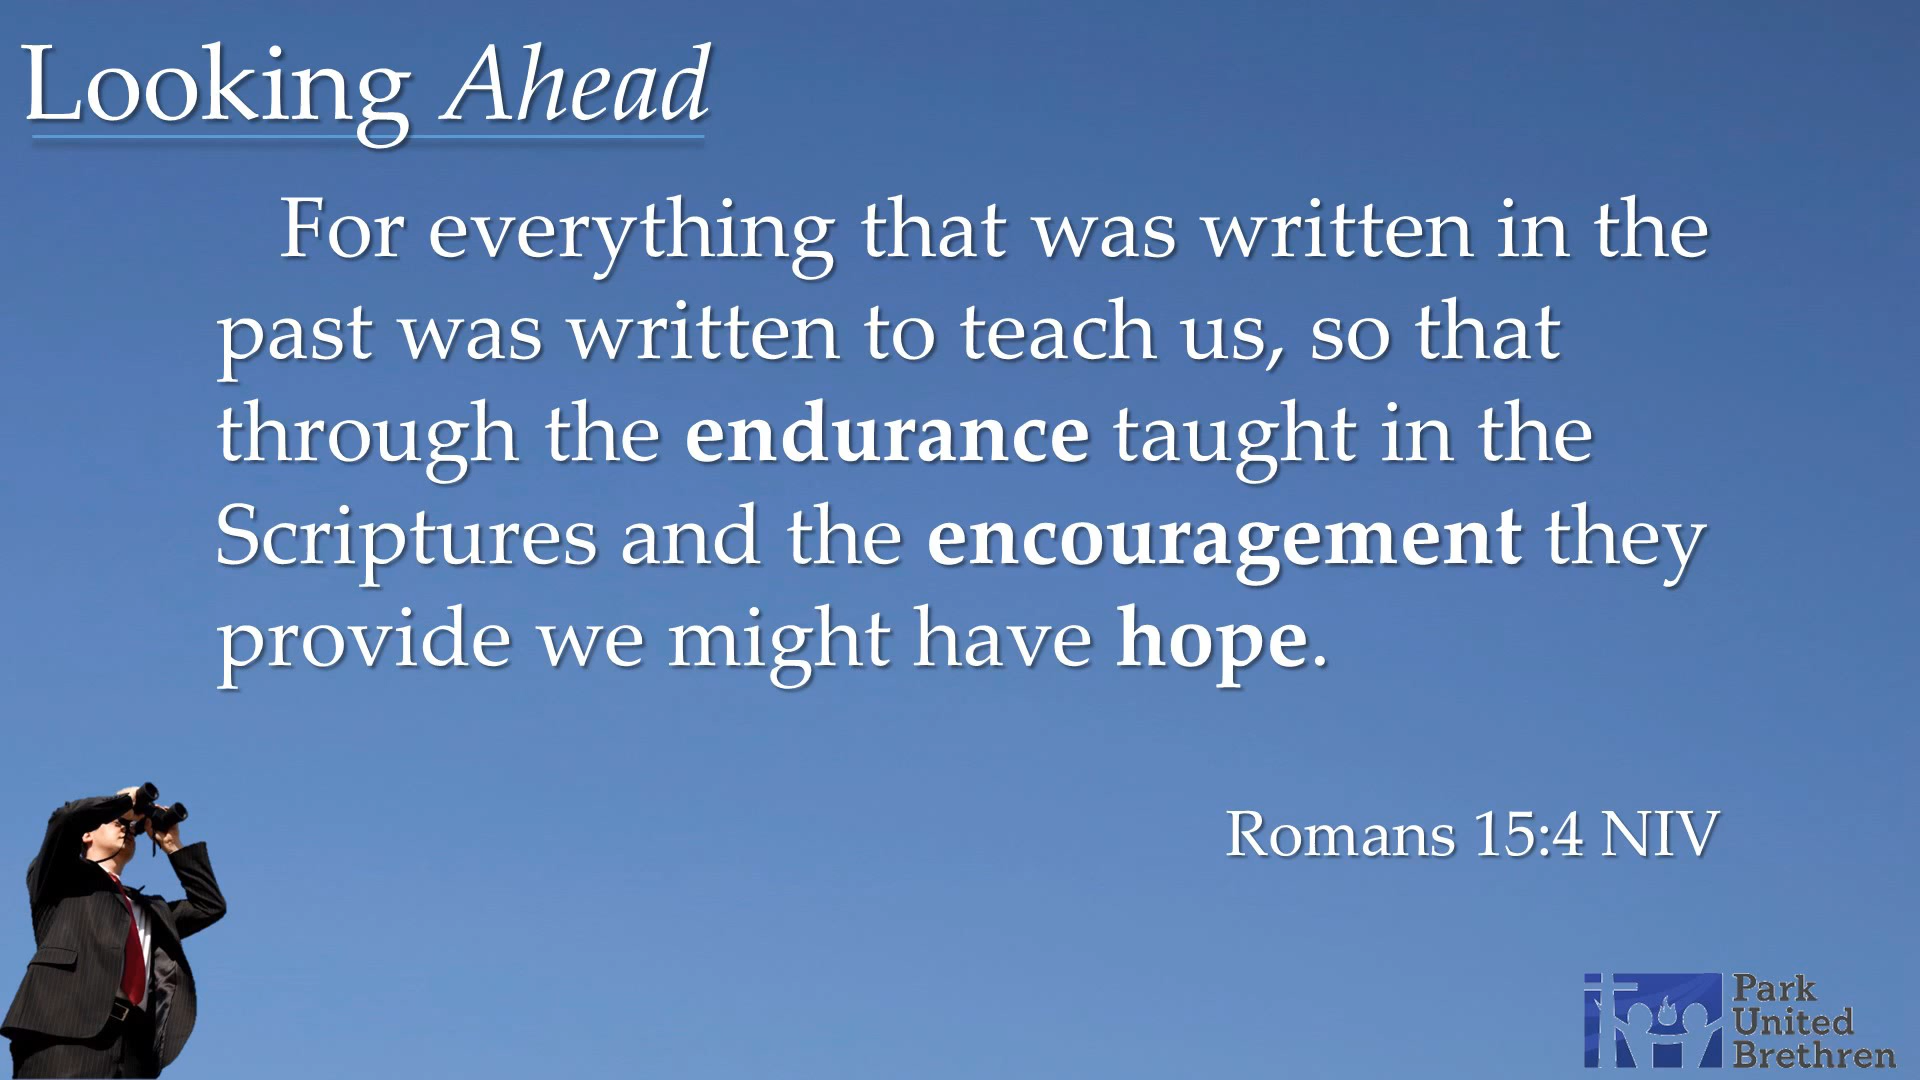 Looking Ahead
For everything that was written in the
past was written to teach us, so that
through the endurance taught in the
Scriptures and the encouragement they
provide we might have hope.
Romans 15:4 NIV
Park
United
Brethren